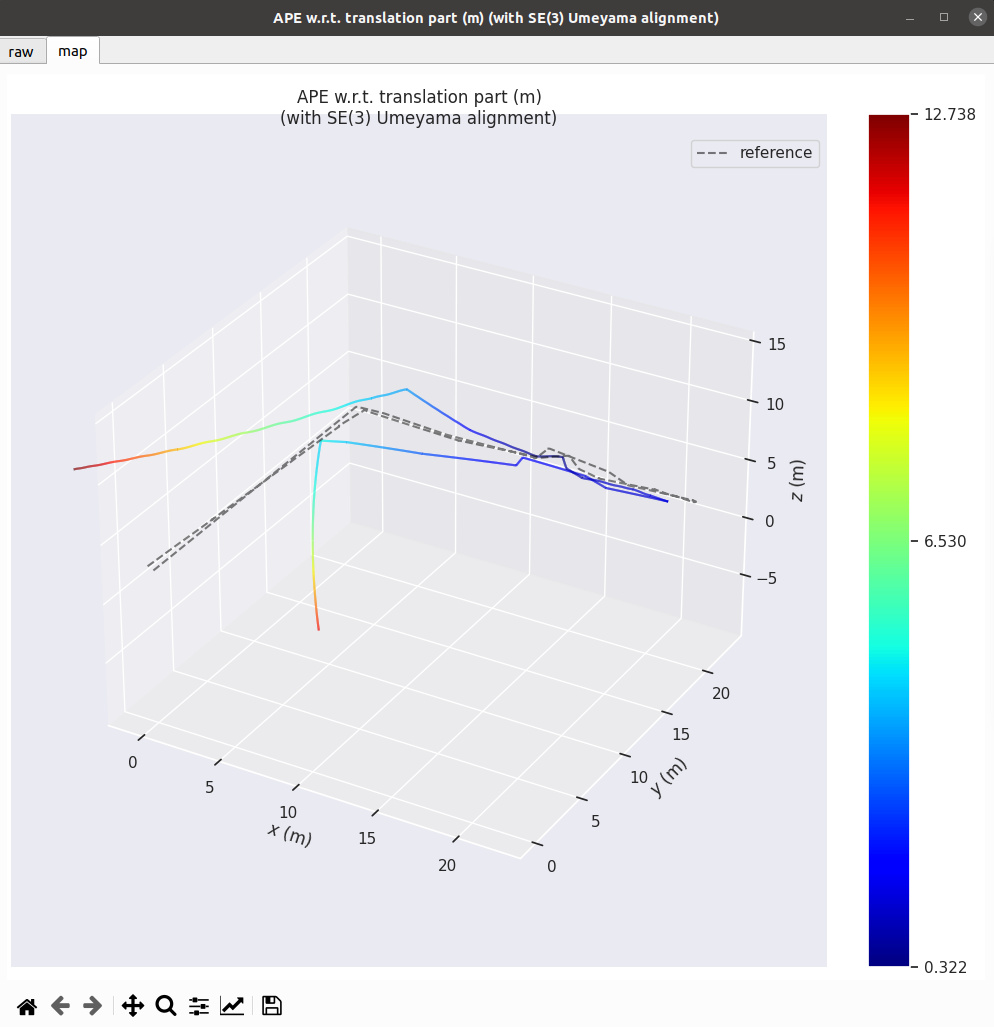 APE w.r.t. translation part (m) (with SE(3) Umeyama alignment)
raw
map
APE w.r.t. translation part (m)
(with SE(3) Umeyama alignment)
reference
12.738
6.530
0.322
15
10
5
0
−5
z (m)
20
15
10
5
0
y (m)
0
5
10
15
20
x (m)